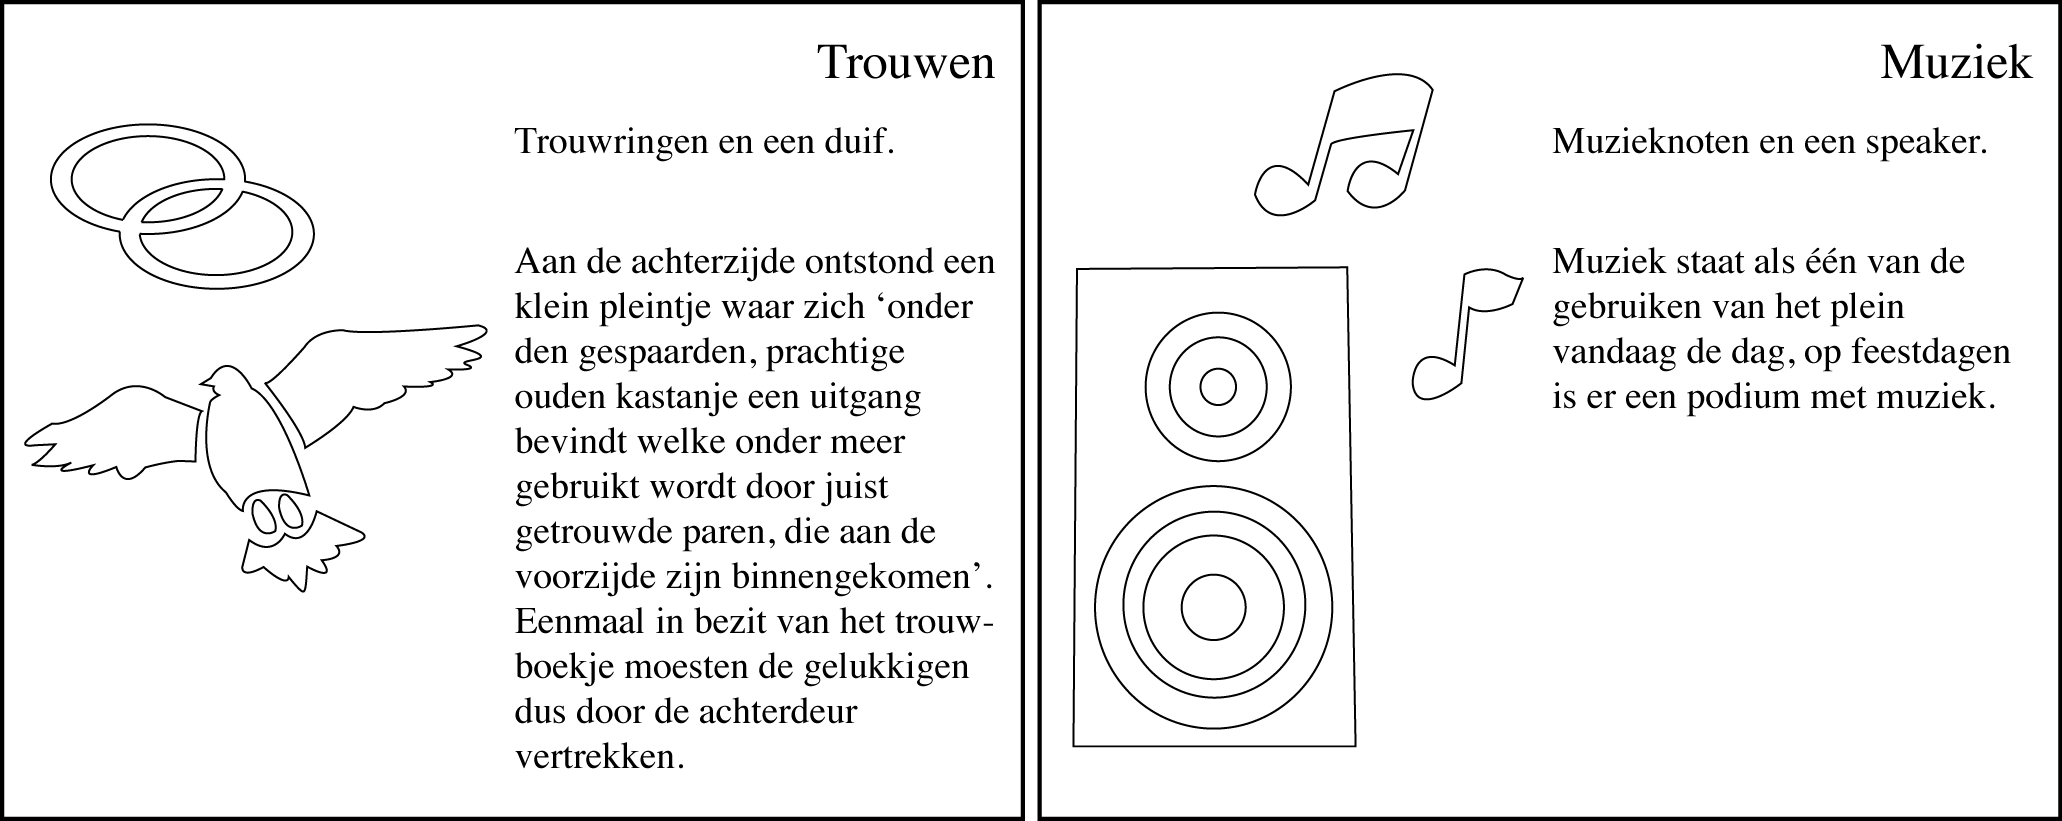 Trouwen
Trouwringen en een duif.
Aan de achterzijde ontstond een
klein pleintje waar zich ‘onder
den gespaarden, prachtige
ouden kastanje een uitgang
bevindt welke onder meer
gebruikt wordt door juist
getrouwde paren, die aan de
voorzijde zijn binnengekomen’.
Eenmaal in bezit van het trouw-
boekje moesten de gelukkigen
dus door de achterdeur
vertrekken.
Muziek
Muzieknoten en een speaker.
Muziek staat als één van de
gebruiken van het plein
vandaag de dag, op feestdagen
is er een podium met muziek.